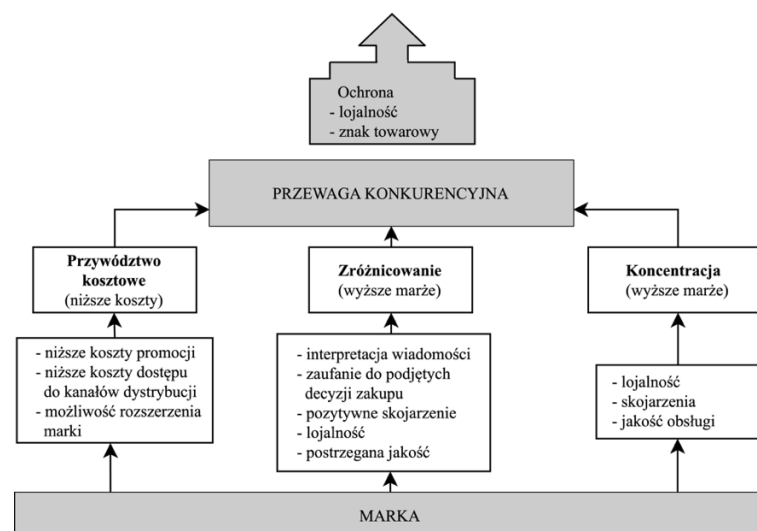 Ochrona
- lojalność
- znak towarowy
PRZEWAGA KONKURENCYJNA
Przywództwo
kosztowe
(niższe koszty)
Zróżnicowanie
(wyższe marże)
Koncentracja
(wyższe marże)
- niższe koszty promocji
- niższe koszty dostępu
do kanałów dystrybucji
- możliwość rozszerzenia
marki
- interpretacja wiadomości
- zaufanie do podjętych
decyzji zakupu
- pozytywne skojarzenie
- lojalność
- postrzegana jakość
- lojalność
- skojarzenia
- jakość obsługi
MARKA